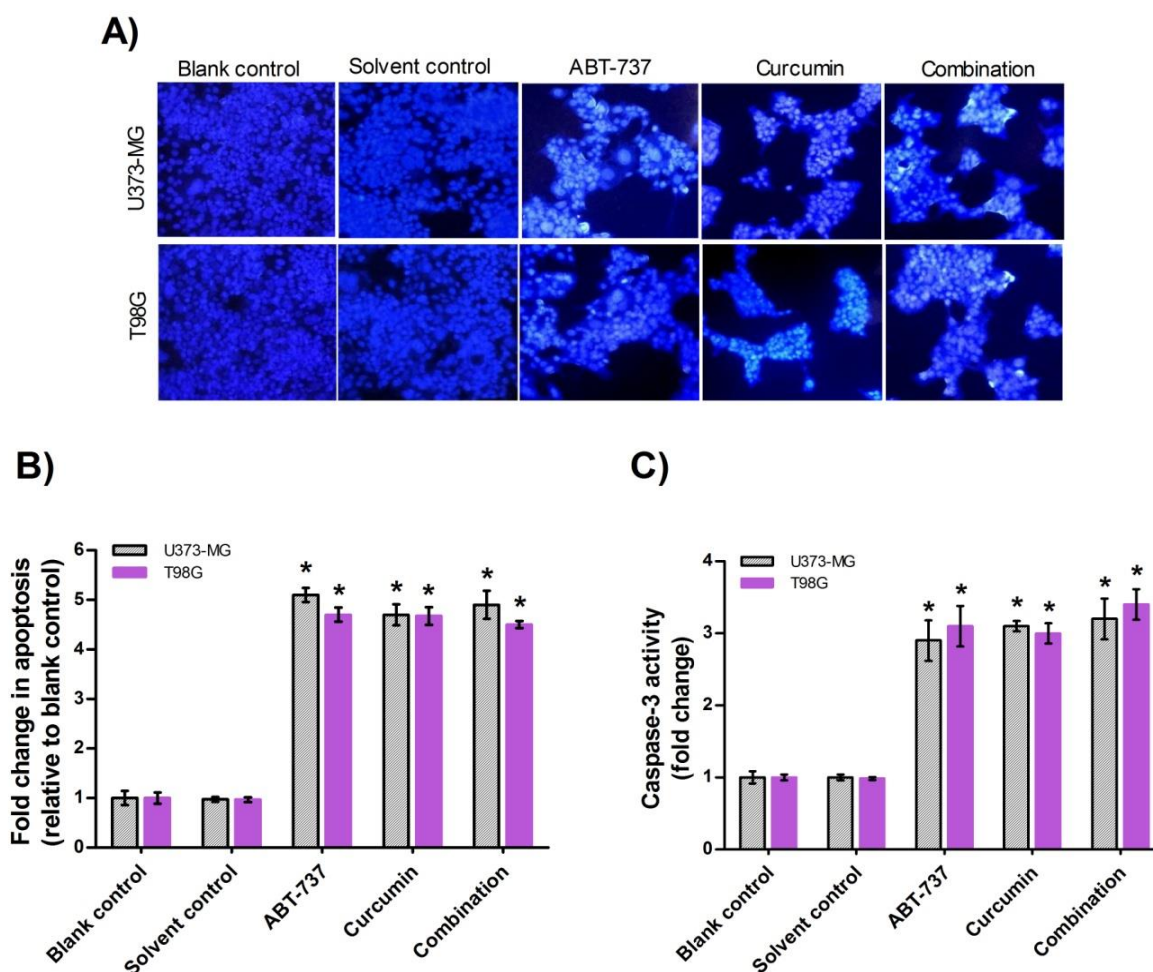 A)
Blank control
Solvent control
ABT-737
Curcumin
Combination
U373-MG
T98G
B)
Fold change in apoptosis
(relative to blank control)
6
5
4
3
2
1
0
U373-MG
T98G
*
*
*
*
*
*
Blank control
Solvent control
ABT-737
Curcumin
Combination
C)
Caspase-3 activity
(fold change)
4
3
2
1
0
U373-MG
T98G
*
*
*
*
*
*
Blank control
Solvent control
ABT-737
Curcumin
Combination